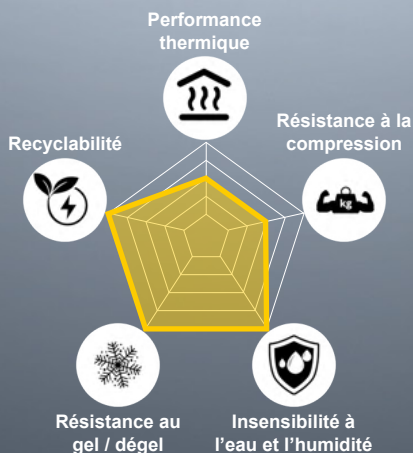 Performance
thermique
Résistance à la
compression
kg
Recyclabilité
Résistance au
gel / dégel
Insensibilité à
l'eau et l'humidité